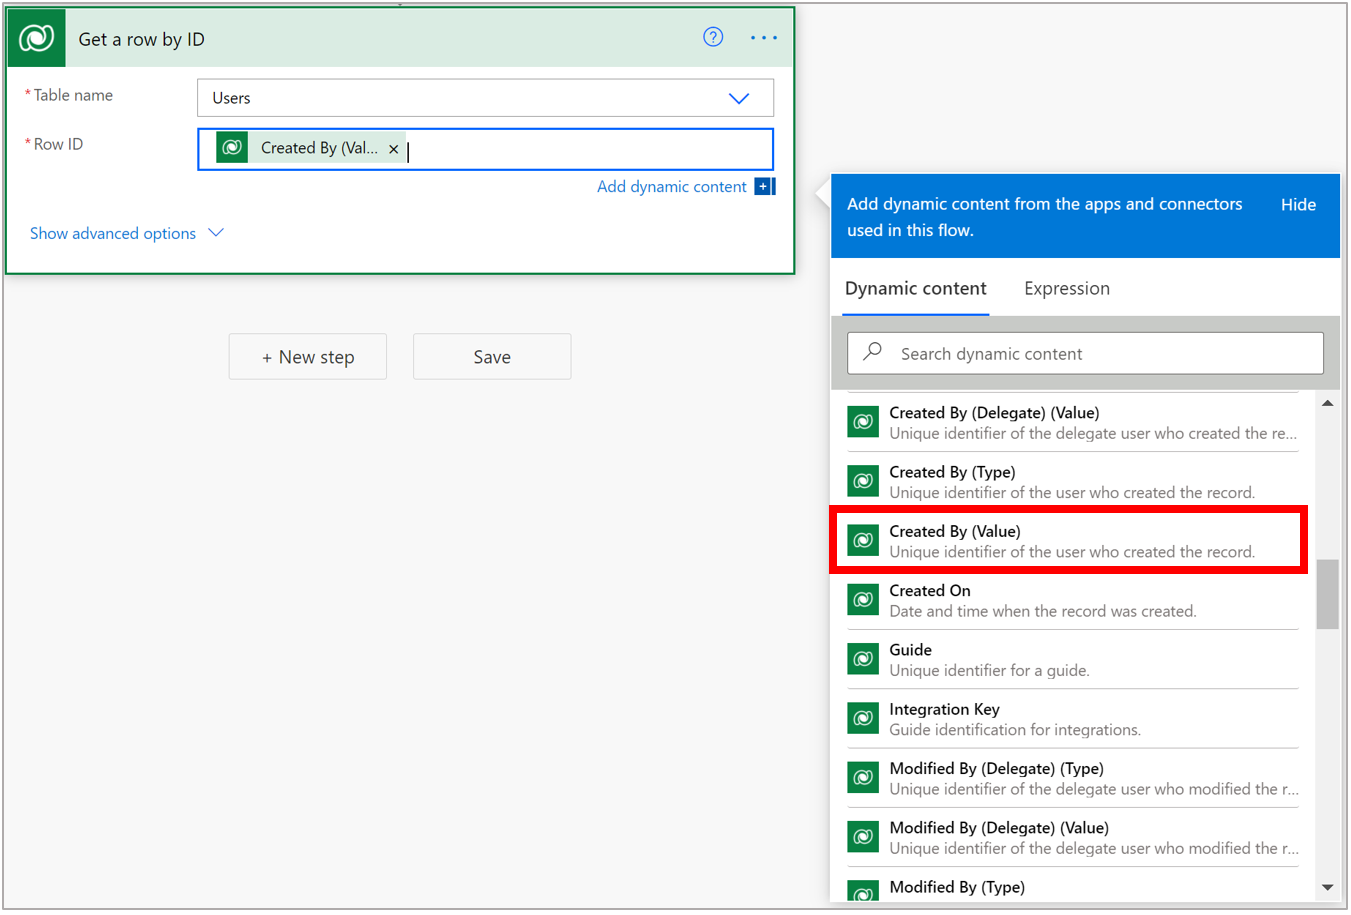 Get a row by ID
* Table name
Users
* Row ID
Created By (Val... ×
Add dynamic content
Show advanced options
+ New step
Save
Add dynamic content from the apps and connectors
used in this flow.
Hide
Dynamic content
Expression
Search dynamic content
Created By (Delegate) (Value)
Unique identifier of the delegate user who created the re...
Created By (Type)
Unique identifier of the user who created the record.
Created By (Value)
Unique identifier of the user who created the record.
Created On
Date and time when the record was created.
Guide
Unique identifier for a guide.
Integration Key
Guide identification for integrations.
Modified By (Delegate) (Type)
Unique identifier of the delegate user who modified the r...
Modified By (Delegate) (Value)
Unique identifier of the delegate user who modified the r...
Modified By (Type)